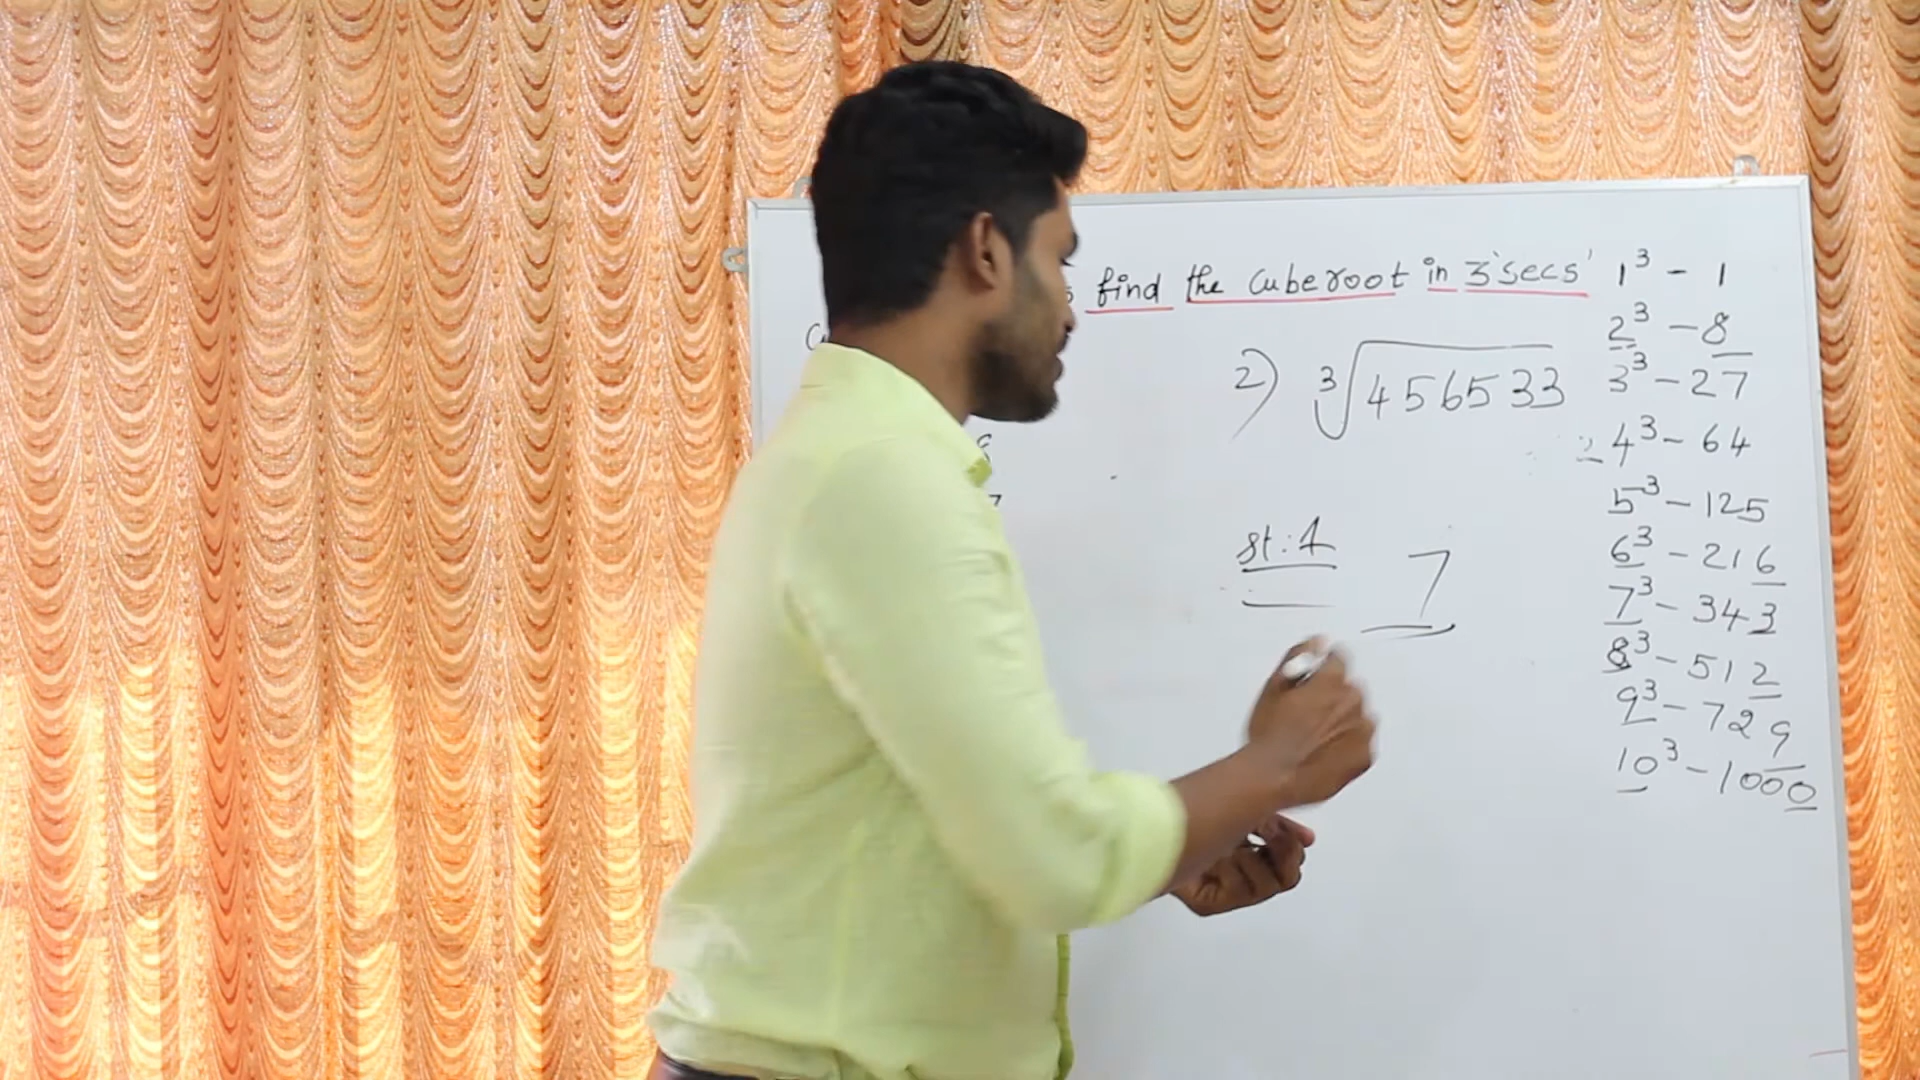 find the cuberoot in 3'secs'
2) ³√456533
st: 1 7
1³ - 1
2³ - 8
3³ - 27
4³ - 64
5³ - 125
6³ - 216
7³ - 343
8³ - 512
9³ - 729
10³ - 1000